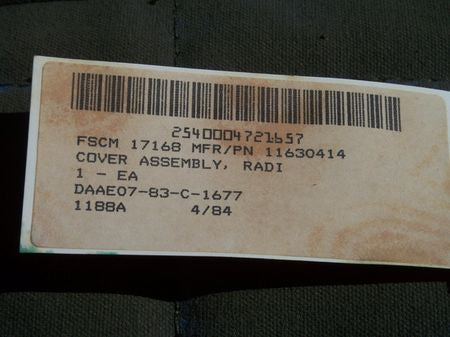 2540004721657
FSCM 17168 MFR/PN 11630414
COVER ASSEMBLY, RADI
1 - EA
DAAE07-83-C-1677
1188A 4/84